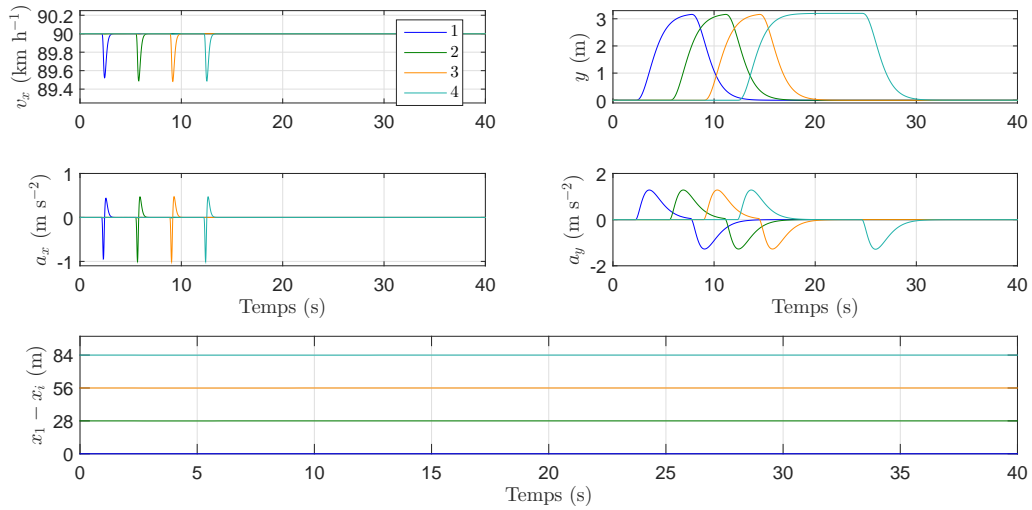 90.2
90
89.8
89.6
89.4
v_x (km h⁻¹)
0 10 20 30 40
1
2
3
4
3
2
1
0
y (m)
0 10 20 30 40
1
0
-1
a_x (m s⁻²)
0 10 20 30 40
Temps (s)
2
0
-2
a_y (m s⁻²)
0 10 20 30 40
Temps (s)
84
56
28
0
x₁ − x_i (m)
0 5 10 15 20 25 30 35 40
Temps (s)